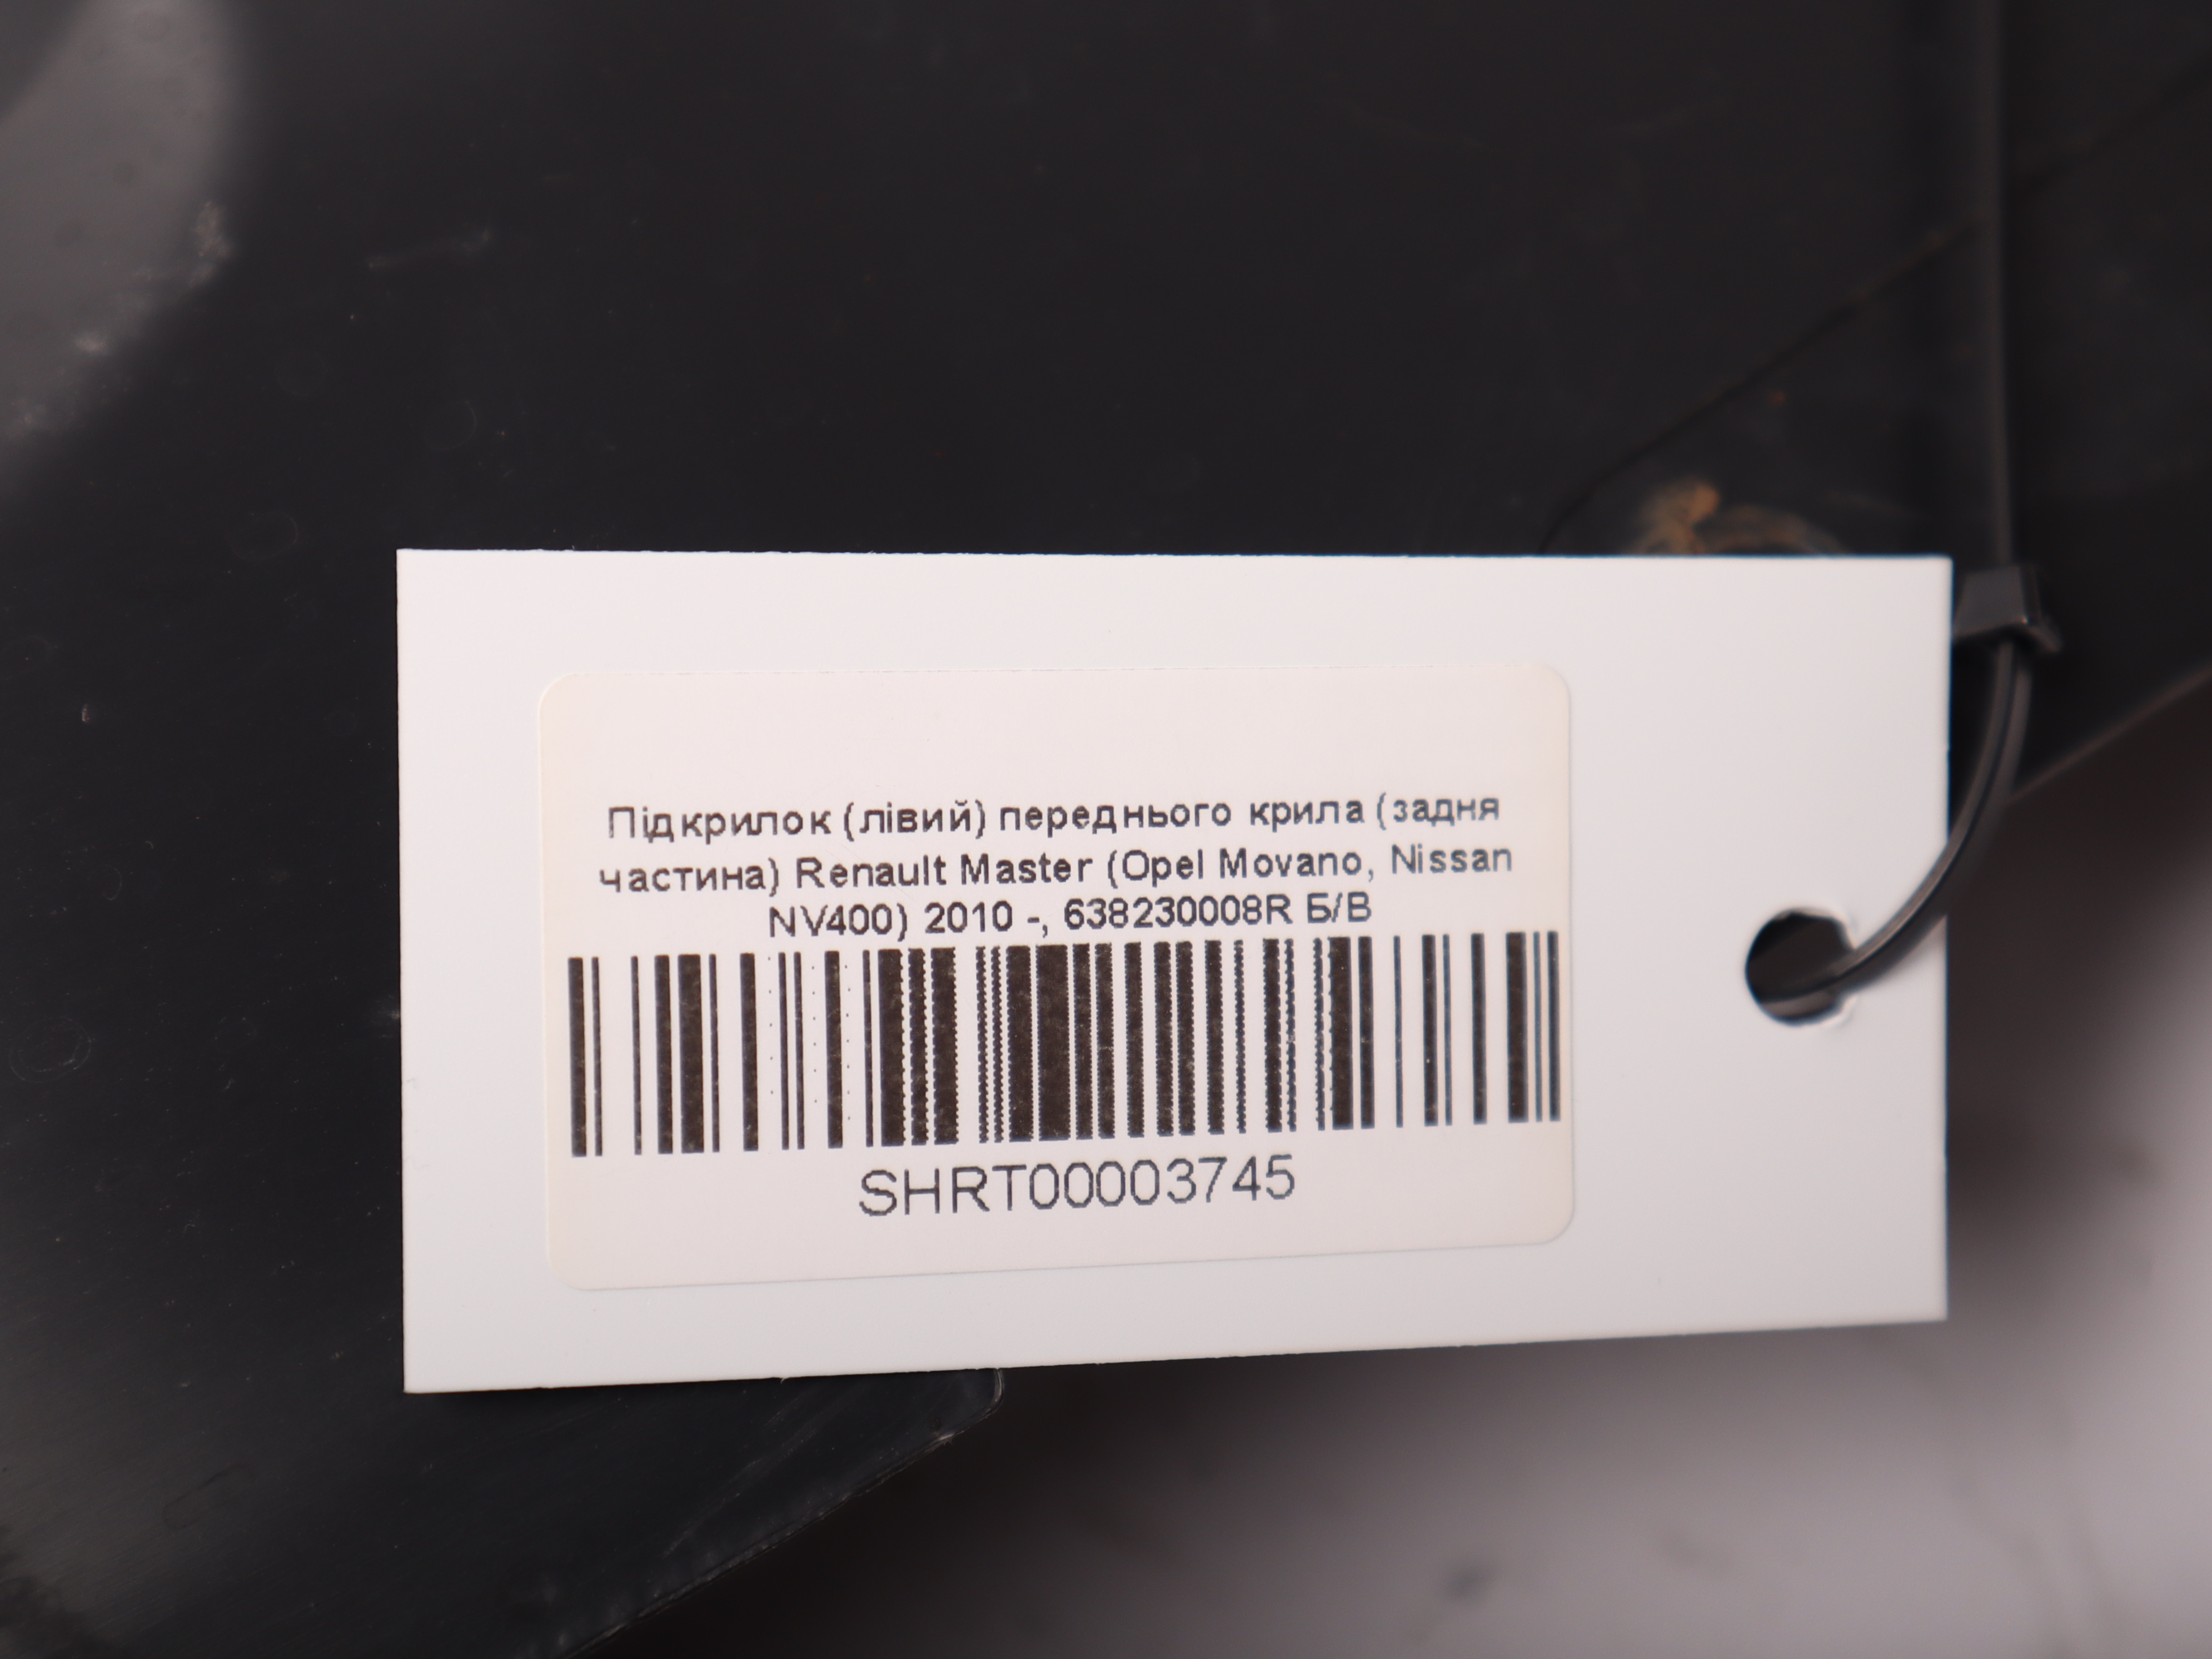 Підкрилок (лівий) переднього крила (задня
частина) Renault Master (Opel Movano, Nissan
NV400) 2010 -, 638230008R Б/В
SHRT00003745